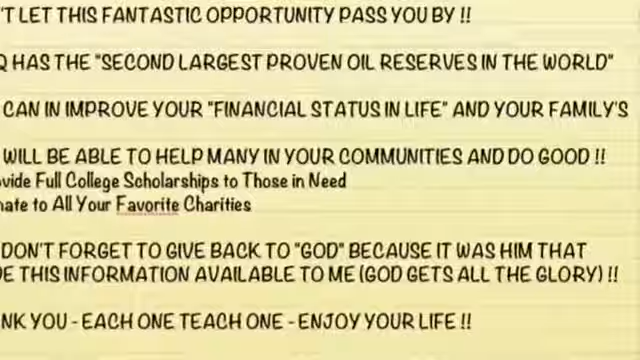 'T LET THIS FANTASTIC OPPORTUNITY PASS YOU BY !!
Q HAS THE "SECOND LARGEST PROVEN OIL RESERVES IN THE WORLD"
CAN IN IMPROVE YOUR "FINANCIAL STATUS IN LIFE" AND YOUR FAMILY'S
WILL BE ABLE TO HELP MANY IN YOUR COMMUNITIES AND DO GOOD !!
ovide Full College Scholarships to Those in Need
nate to All Your Favorite Charities
DON'T FORGET TO GIVE BACK TO "GOD" BECAUSE IT WAS HIM THAT
DE THIS INFORMATION AVAILABLE TO ME (GOD GETS ALL THE GLORY) !!
NK YOU - EACH ONE TEACH ONE - ENJOY YOUR LIFE !!